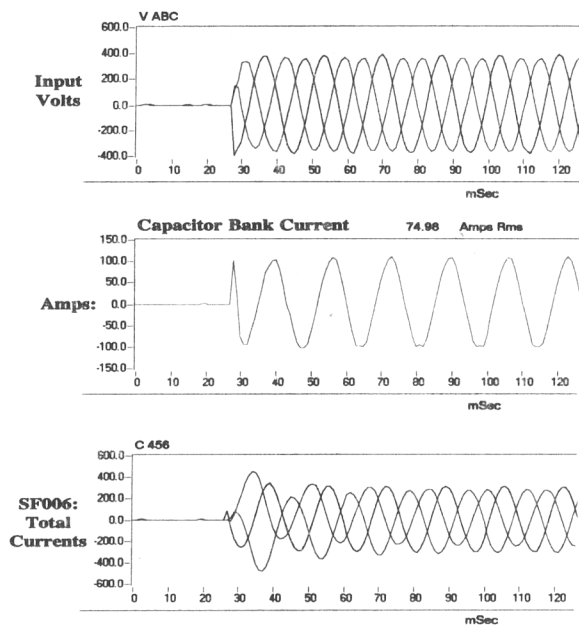 V ABC
600.0
400.0
200.0
0.0
-200.0
-400.0
Input
Volts
0 10 20 30 40 50 60 70 80 90 100 110 120
mSec
Capacitor Bank Current 74.98 Amps Rms
150.0
100.0
50.0
0.0
-50.0
-100.0
-150.0
Amps:
0 10 20 30 40 50 60 70 80 90 100 110 120
mSec
C 456
600.0
400.0
200.0
0.0
-200.0
-400.0
-600.0
SF006:
Total
Currents
0 10 20 30 40 50 60 70 80 90 100 110 120
mSec